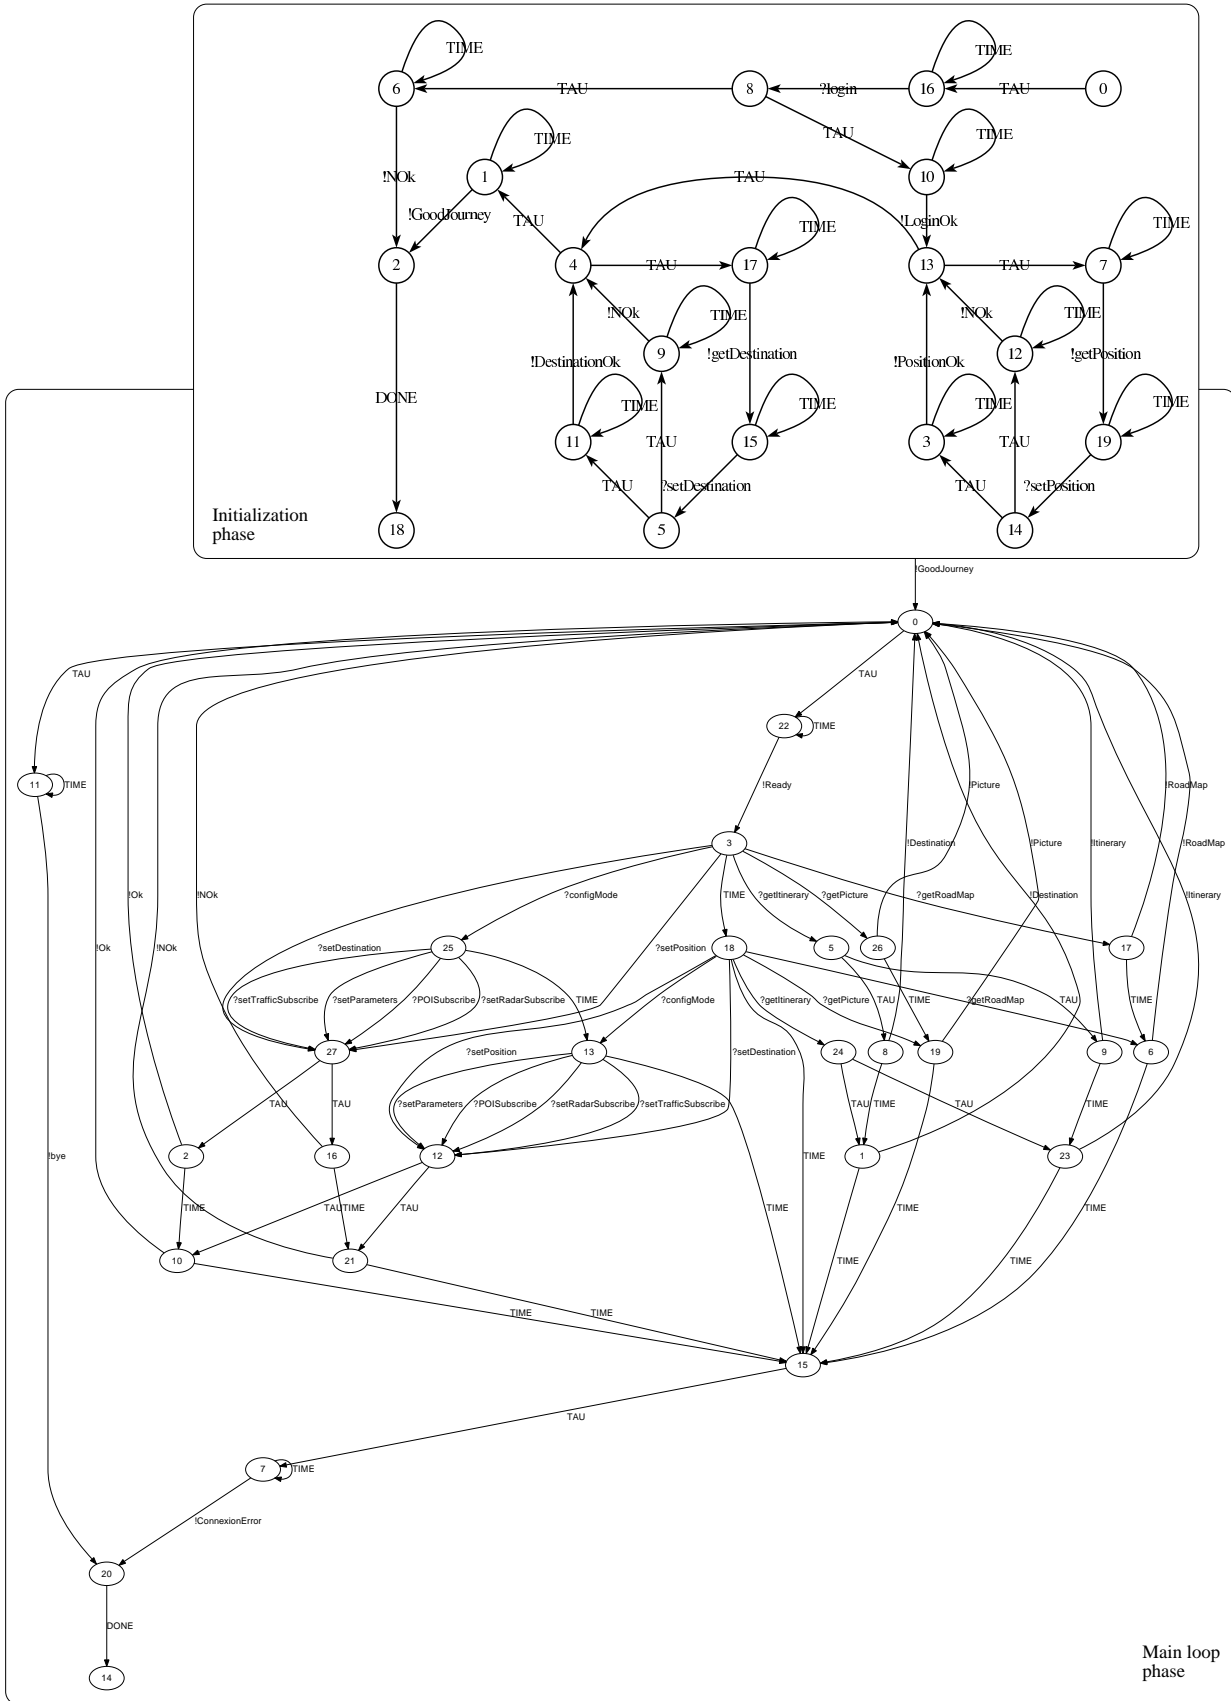 TIME
TIME
6
TAU
8
?login
16
TAU
0
TAU
TIME
TIME
!NOk
1
TAU
10
!GoodJourney
TAU
!LoginOk
TIME
TIME
2
4
TAU
17
13
TAU
7
!NOk
TIME
!NOk
TIME
!DestinationOk
9
!getDestination
!PositionOk
12
!getPosition
DONE
TIME
TIME
TIME
TIME
11
TAU
15
3
TAU
19
TAU
?setDestination
TAU
?setPosition
Initialization
phase
18
5
14
!GoodJourney
0
TAU
TAU
22
TIME
11
TIME
!Ready
!Picture
!RoadMap
3
!Destination
!Picture
!Itinerary
!RoadMap
!Ok
!NOk
?configMode
TIME
?getItinerary
?getPicture
?getRoadMap
!Destination
!Itinerary
!Ok
!NOk
?setDestination
25
?setPosition
18
5
26
17
?setTrafficSubscribe
?setParameters
?POISubscribe
?setRadarSubscribe
TIME
?configMode
?getItinerary
?getPicture
TAU
TIME
?getRoadMap
TAU
TIME
27
?setPosition
13
?setDestination
24
8
19
9
6
TAU
TAU
?setParameters
?POISubscribe
?setRadarSubscribe
?setTrafficSubscribe
TAU
TIME
TAU
TIME
!bye
2
16
12
TIME
1
23
TIME
TAU
TIME
TAU
TIME
TIME
TIME
10
21
TIME
TIME
TIME
TIME
15
TAU
7
TIME
!ConnexionError
20
DONE
14
Main loop
phase